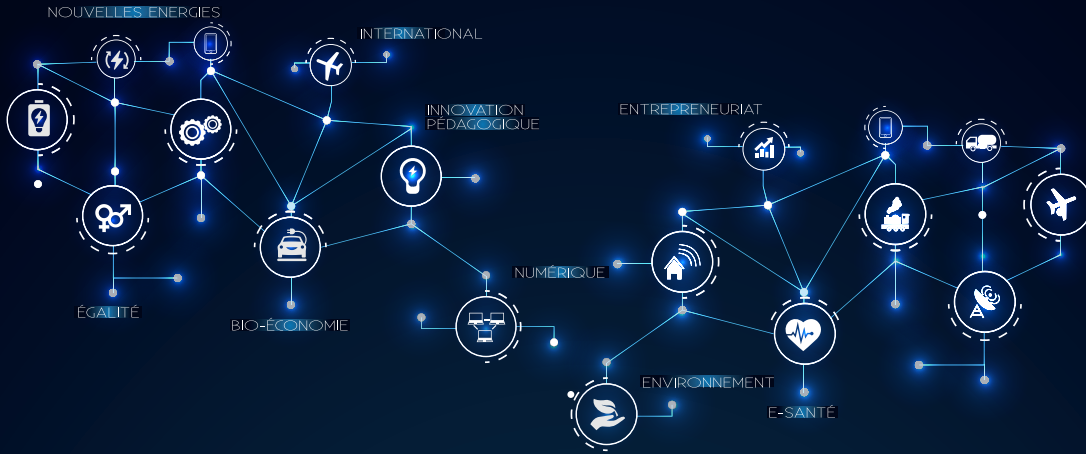 NOUVELLES ENERGIES
INTERNATIONAL
INNOVATION
PÉDAGOGIQUE
ENTREPRENEURIAT
NUMÉRIQUE
ÉGALITÉ
BIO-ÉCONOMIE
ENVIRONNEMENT
E-SANTÉ